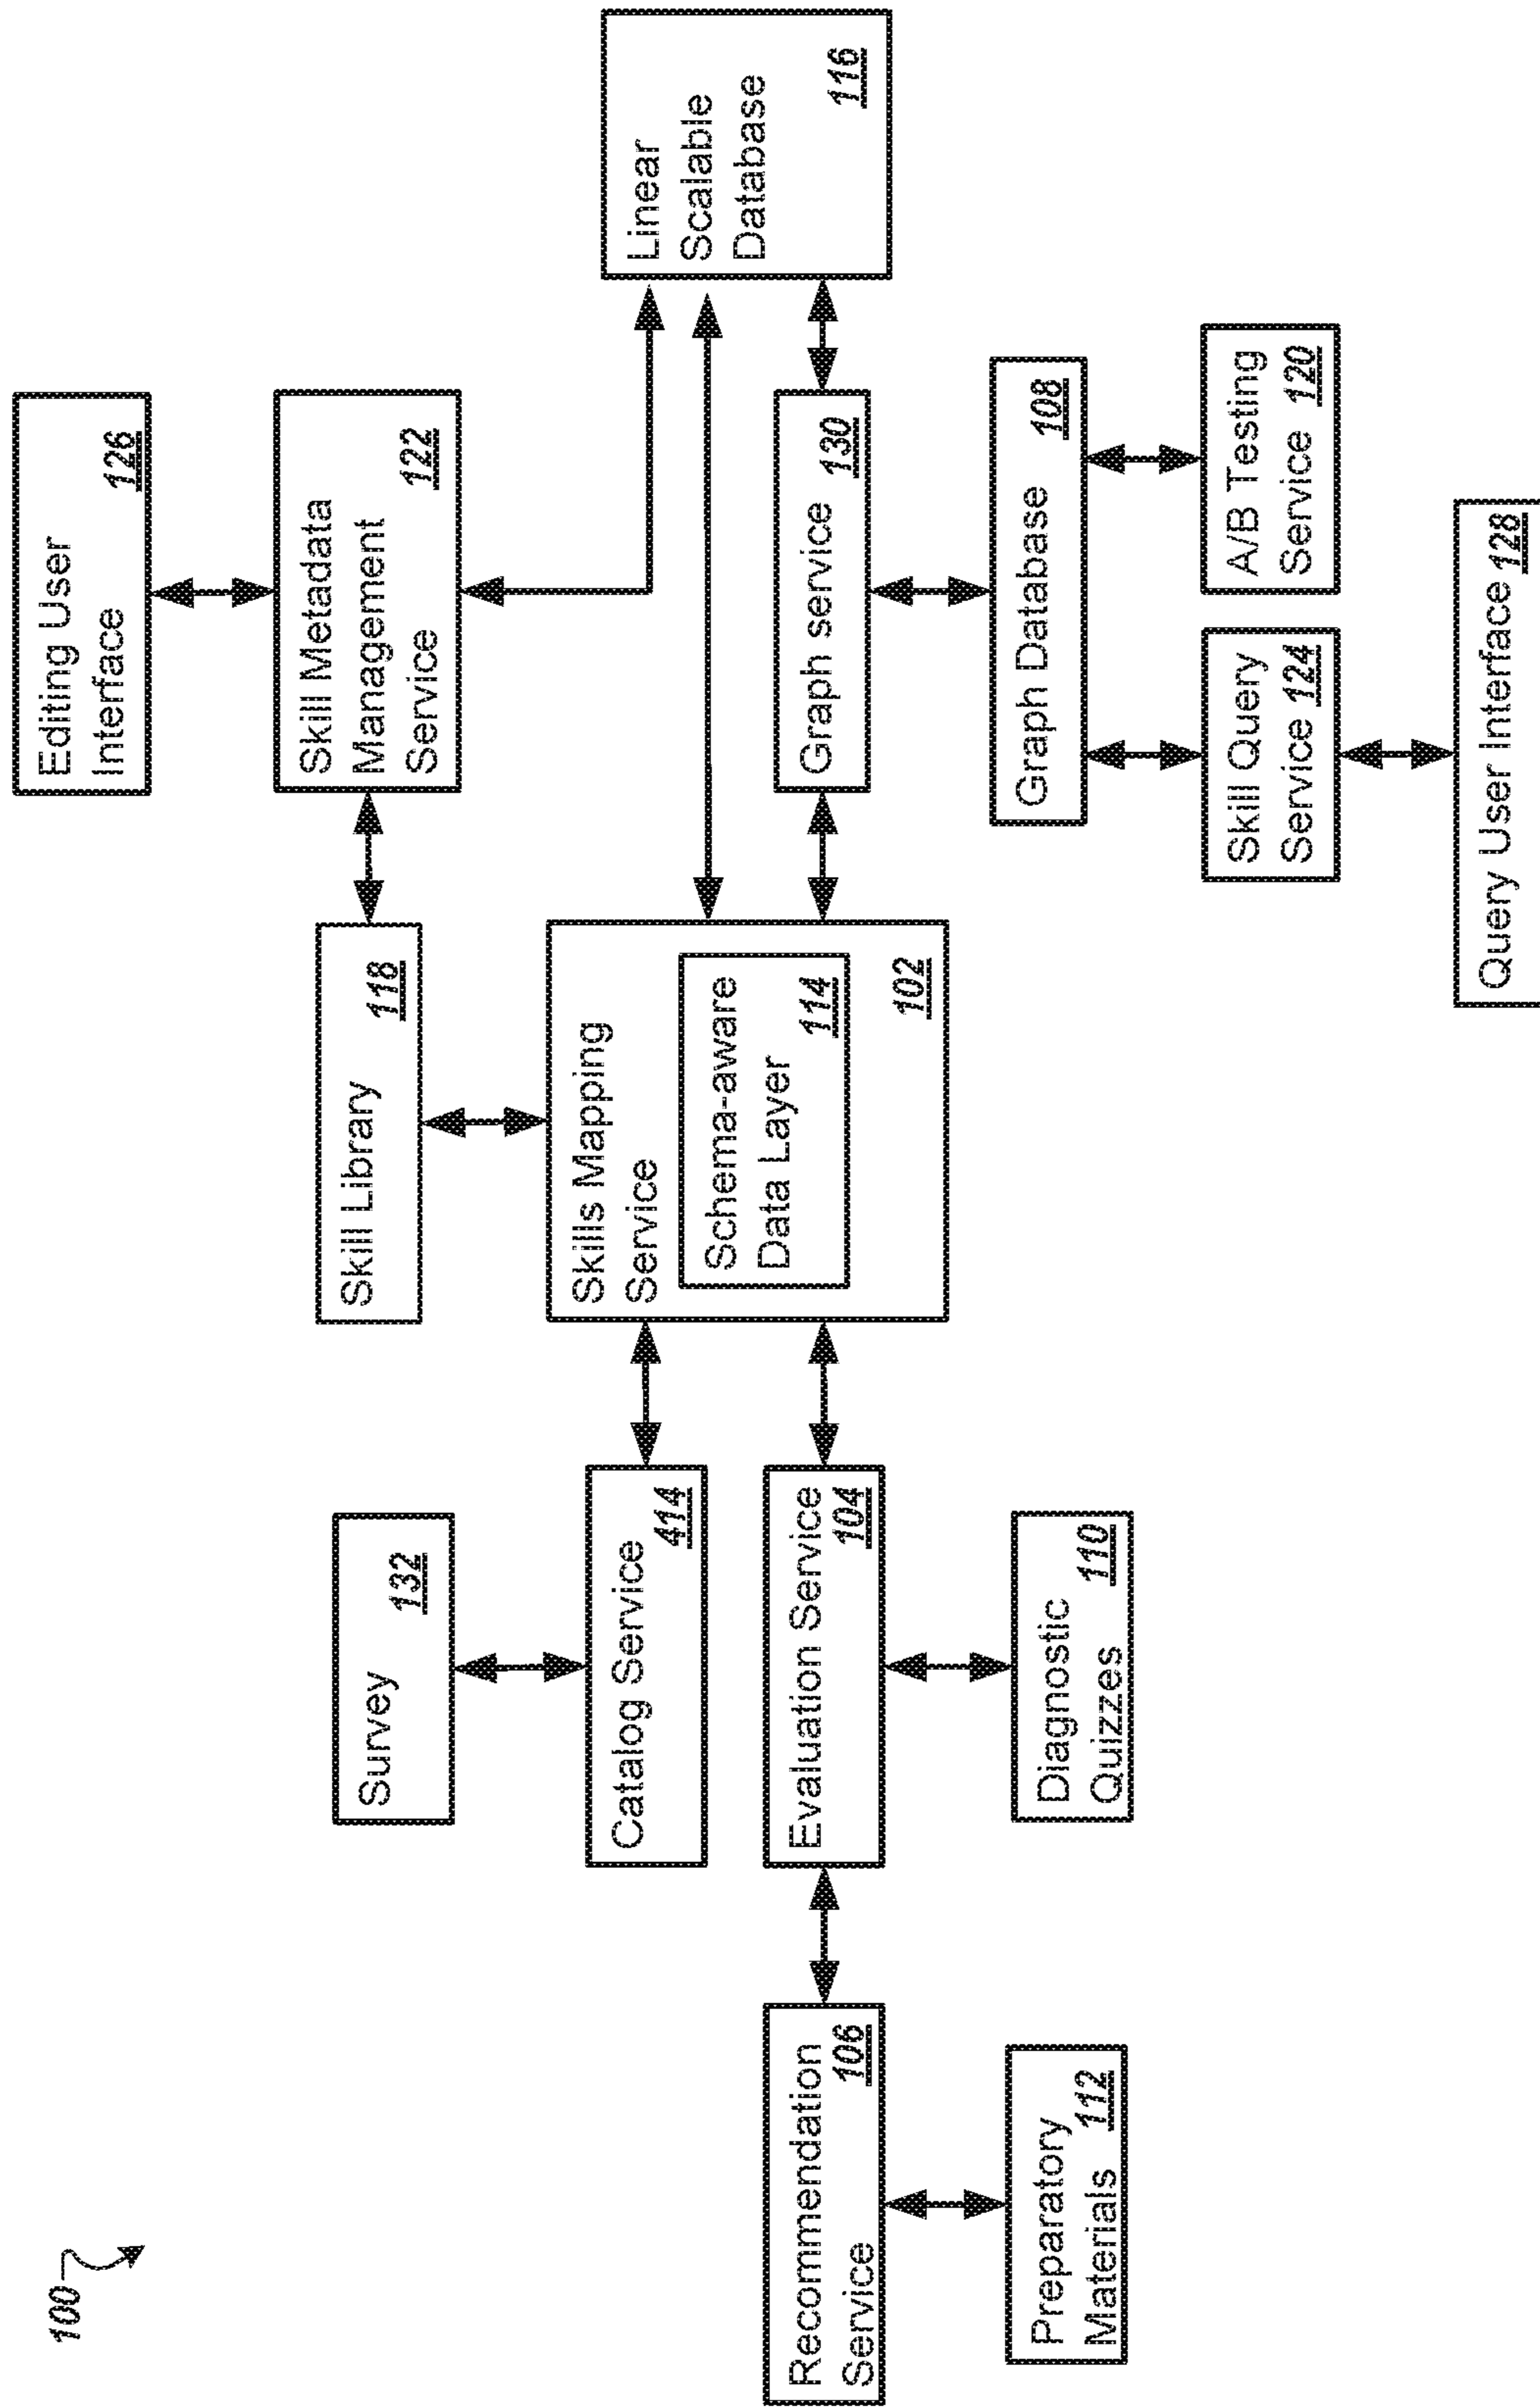 100
Editing User
Interface
126
Survey
132
Skill Library
118
Skill Metadata
Management
Service
122
Catalog Service
414
Skills Mapping
Service
Schema-aware
Data Layer
114
102
Linear
Scalable
Database
116
Recommendation
Service
106
Evaluation Service
104
Graph service
130
Preparatory
Materials 112
Diagnostic
Quizzes
110
Graph Database
108
Skill Query
Service 124
A/B Testing
Service 120
Query User Interface 128